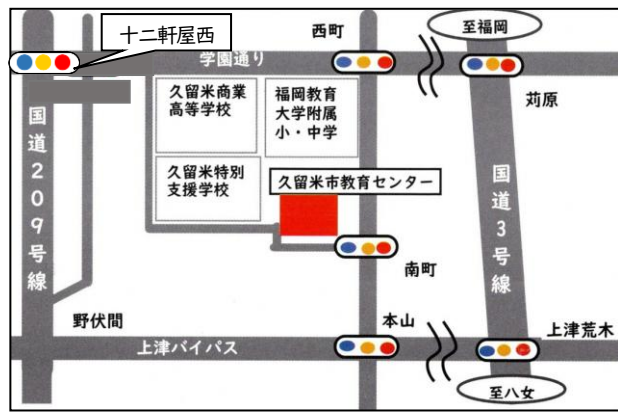 十二軒屋西
西町
至福岡
学園通り
苅原
久留米商業
高等学校
福岡教育
大学附属
小・中学
久留米特別
支援学校
久留米市教育センター
国道209号線
国道3号線
南町
野伏間
本山
上津荒木
上津バイパス
至八女